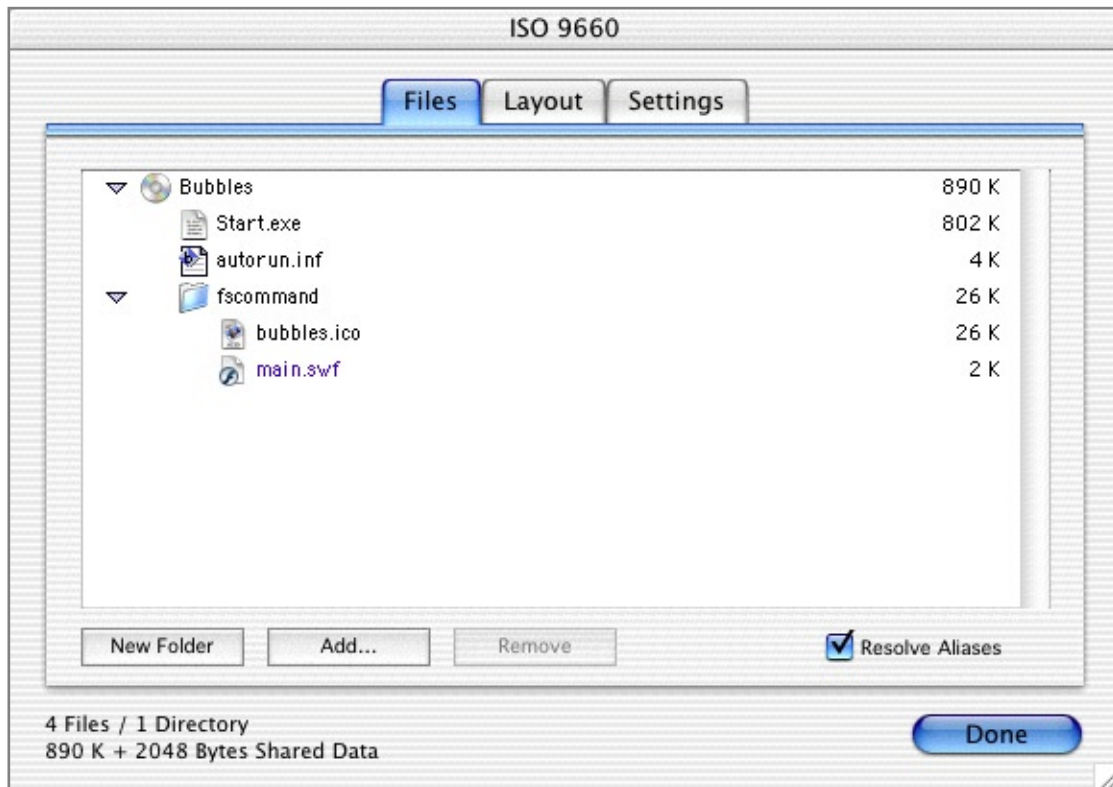 ISO 9660
Files Layout Settings
Bubbles 890 K
Start.exe 802 K
autorun.inf 4 K
fscommand 26 K
bubbles.ico 26 K
main.swf 2 K
New Folder Add... Remove Resolve Aliases
4 Files / 1 Directory
890 K + 2048 Bytes Shared Data
Done